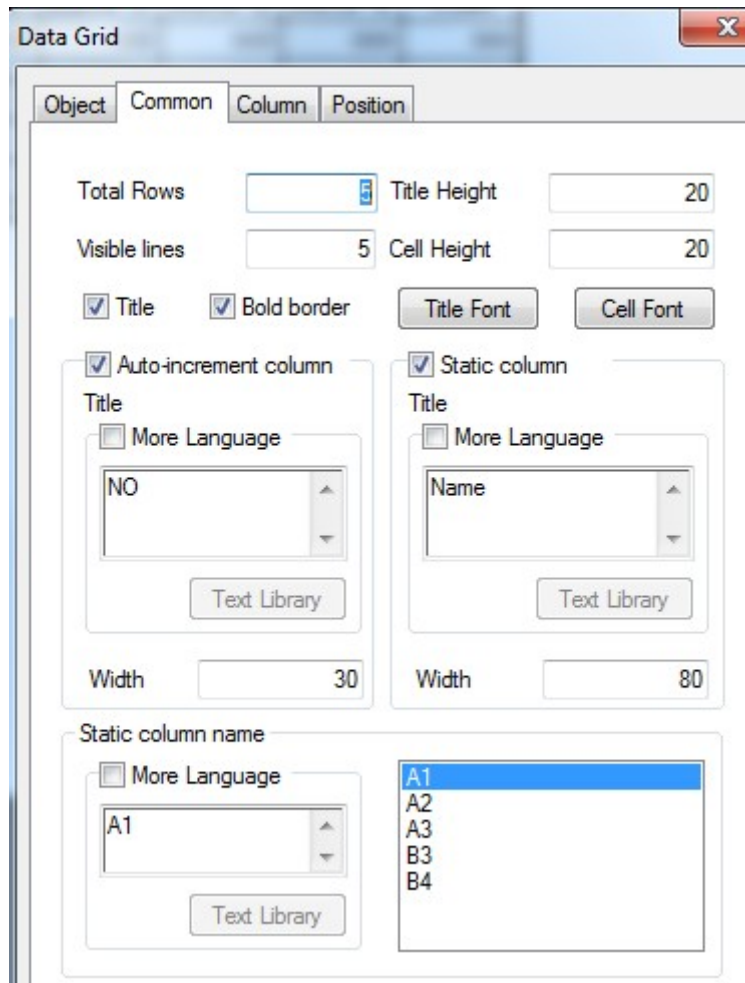 Data Grid
Object Common Column Position
Total Rows 5 Title Height 20
Visible lines 5 Cell Height 20
Title Bold border Title Font Cell Font
Auto-increment column Static column
Title Title
More Language More Language
NO Name
Text Library Text Library
Width 30 Width 80
Static column name
More Language A1
A2
A1 A3
B3
B4
Text Library